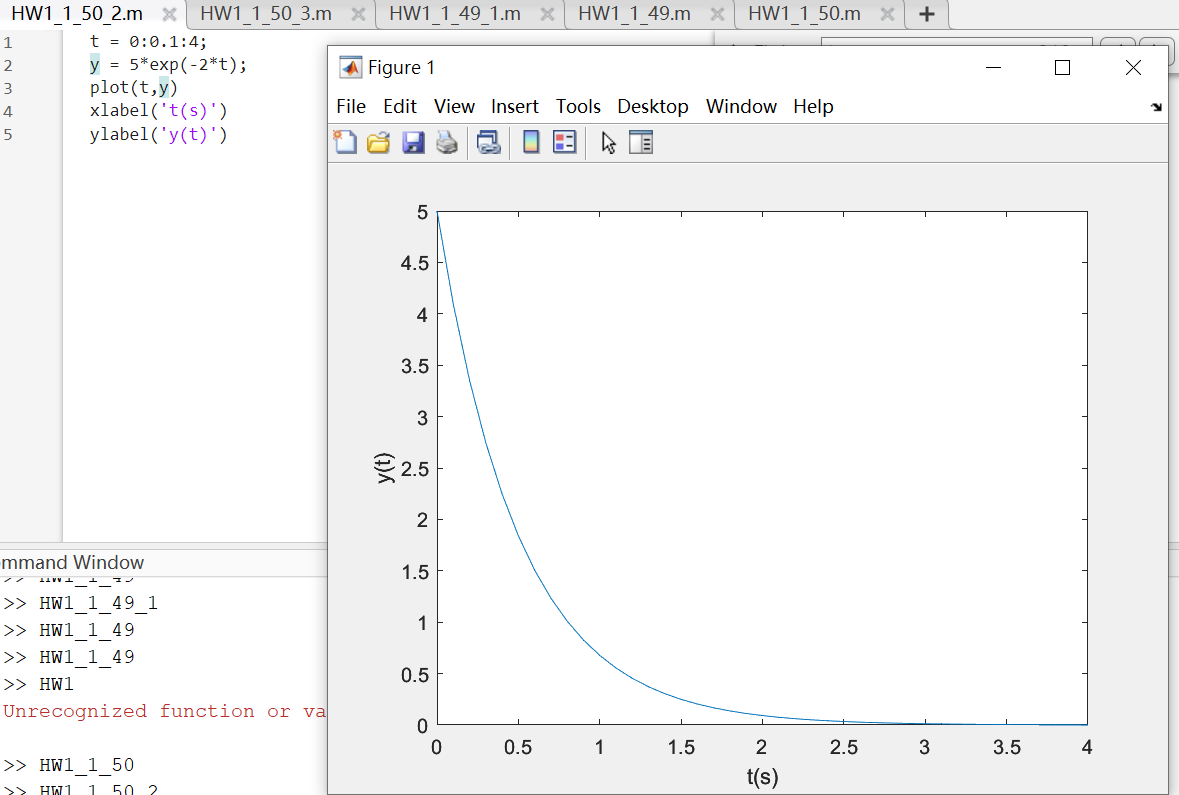 HW1_1_50_2.m HW1_1_50_3.m HW1_1_49_1.m HW1_1_49.m HW1_1_50.m
1 t = 0:0.1:4;
2 y = 5*exp(-2*t);
3 plot(t,y)
4 xlabel('t(s)')
5 ylabel('y(t)')
Figure 1
File Edit View Insert Tools Desktop Window Help
5
4.5
4
3.5
3
2.5
2
1.5
1
0.5
0
y(t)
0 0.5 1 1.5 2 2.5 3 3.5 4
t(s)
mmand Window
>> HW1_1_49
>> HW1_1_49_1
>> HW1_1_49
>> HW1_1_49
>> HW1
Unrecognized function or va
>> HW1_1_50
>> HW1_1_50_2